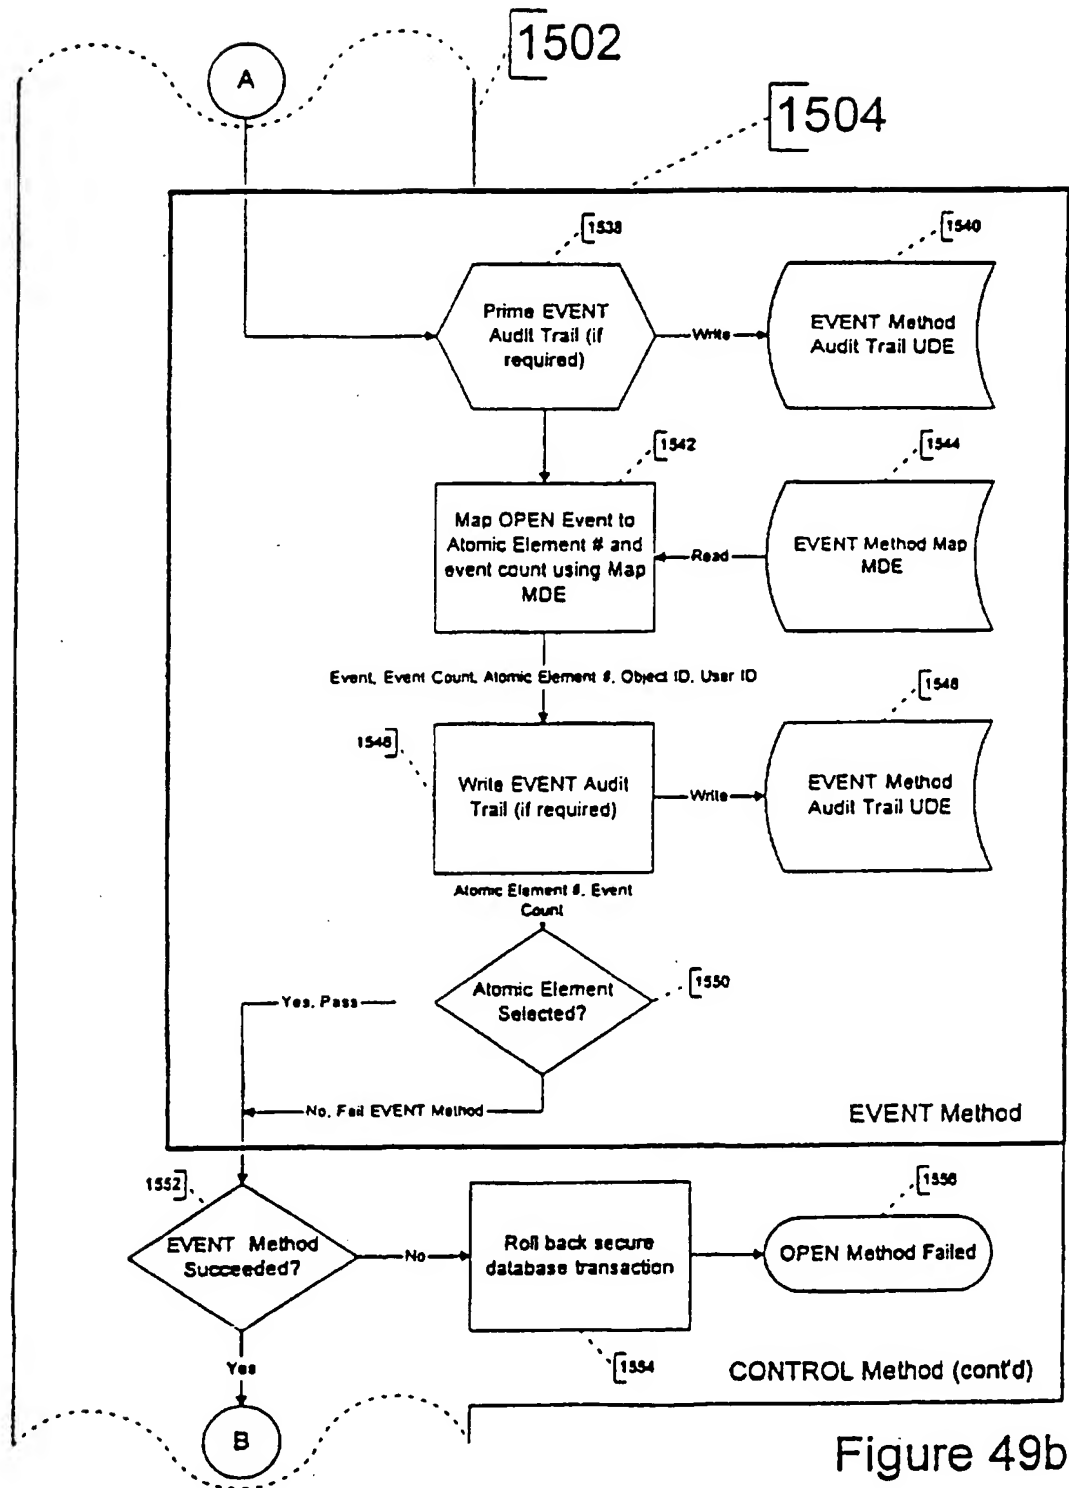 1502
A
1504
1538
1540
Prime EVENT
Audit Trail (if
required)
Write
EVENT Method
Audit Trail UDE
1542
1544
Map OPEN Event to
Atomic Element # and
event count using Map
MDE
Read
EVENT Method Map
MDE
Event, Event Count, Atomic Element #, Object ID, User ID
1546
1548
Write EVENT Audit
Trail (if required)
Write
EVENT Method
Audit Trail UDE
Atomic Element #, Event
Count
1550
Atomic Element
Selected?
Yes, Pass
No, Fail EVENT Method
EVENT Method
1552
1556
EVENT Method
Succeeded?
No
Roll back secure
database transaction
OPEN Method Failed
Yes
1554
CONTROL Method (cont'd)
B
Figure 49b